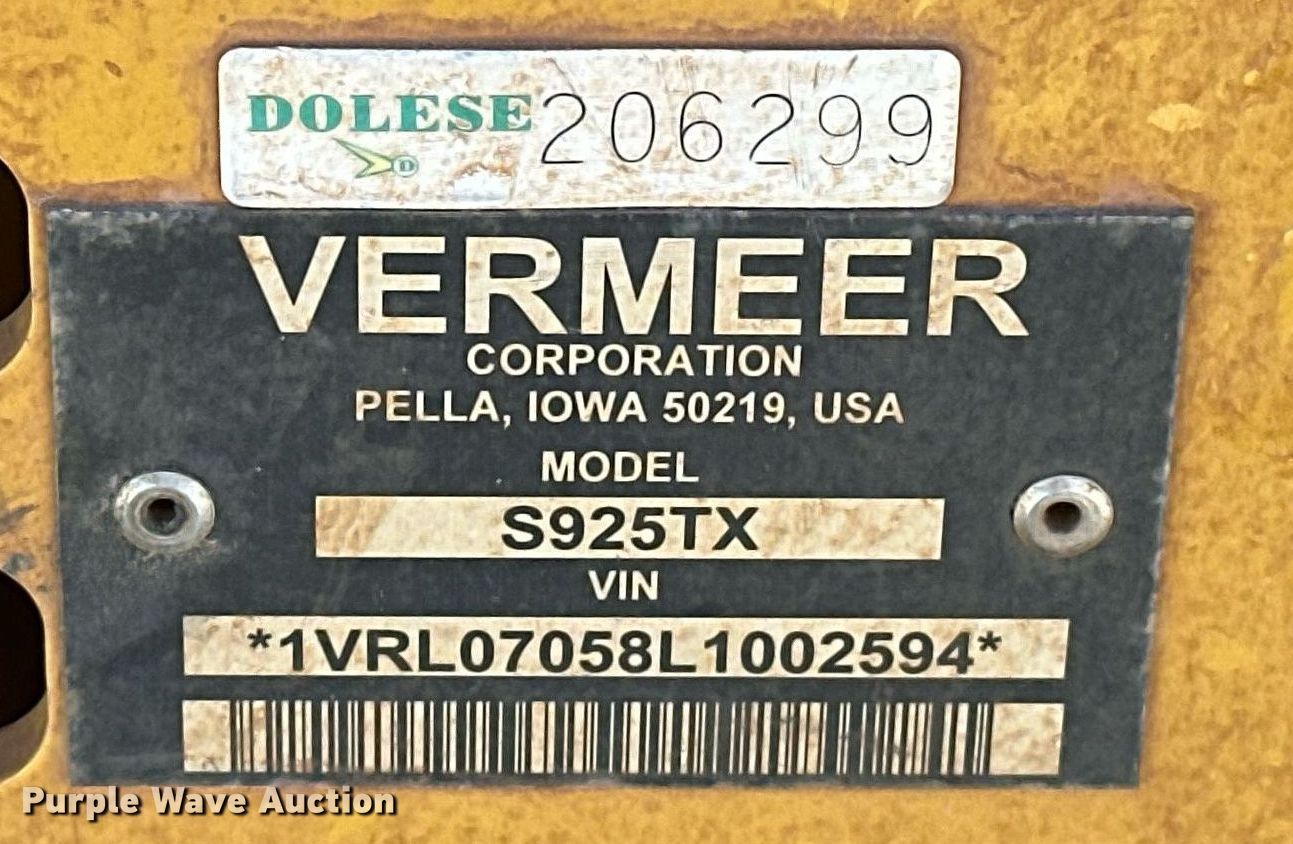 DOLESE 206299
D
VERMEER
CORPORATION
PELLA, IOWA 50219, USA
MODEL
S925TX
VIN
*1VRL07058L1002594*
Purple Wave Auction